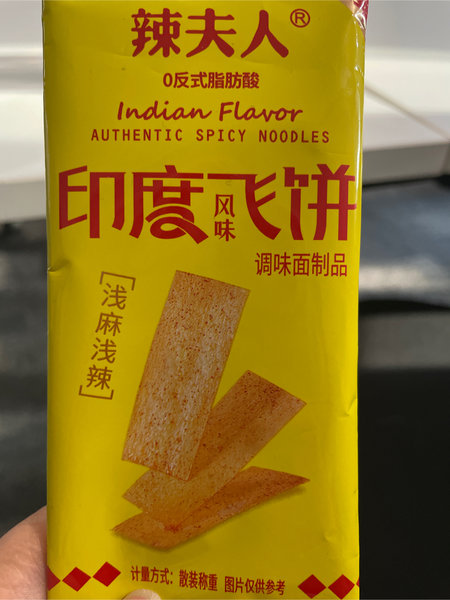 辣夫人®
0反式脂肪酸
Indian Flavor
AUTHENTIC SPICY NOODLES
印度风味飞饼
调味面制品
[浅麻浅辣]
计量方式：散装称重 图片仅供参考